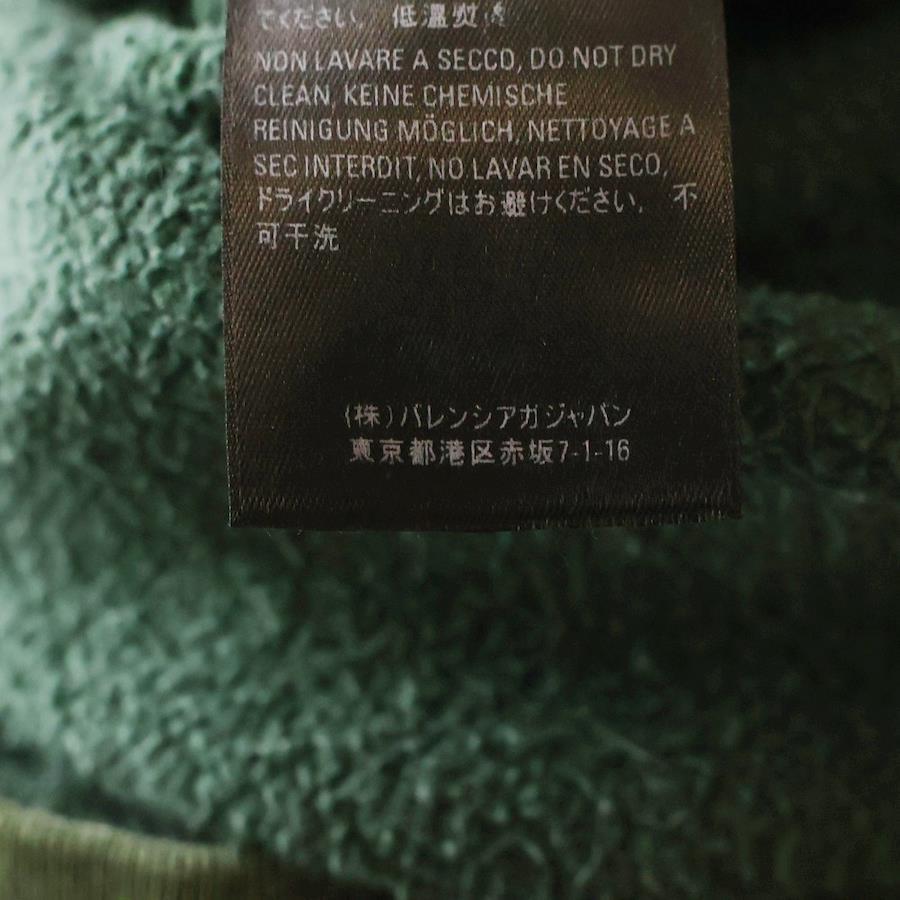 てください、低温熨烫
NON LAVARE A SECCO, DO NOT DRY
CLEAN, KEINE CHEMISCHE
REINIGUNG MÖGLICH, NETTOYAGE A
SEC INTERDIT, NO LAVAR EN SECO,
ドライクリーニングはお避けください、 不
可干洗
(株)バレンシアガジャパン
東京都港区赤坂7-1-16